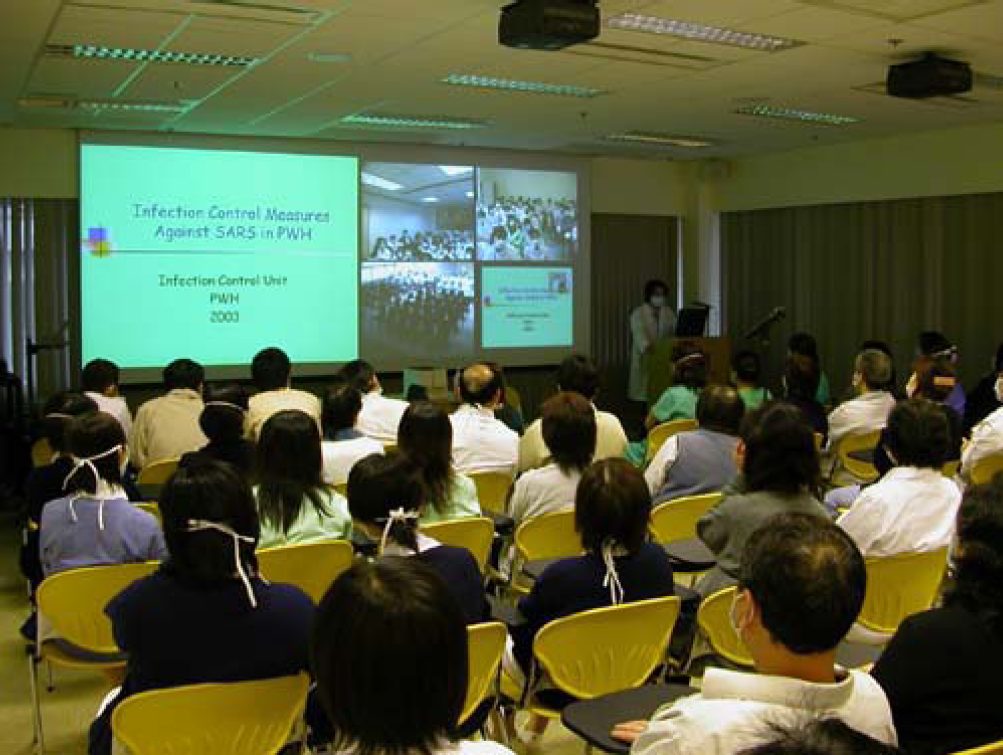 Infection Control Measures
Against SARS in PWH
Infection Control Unit
PWH
2003